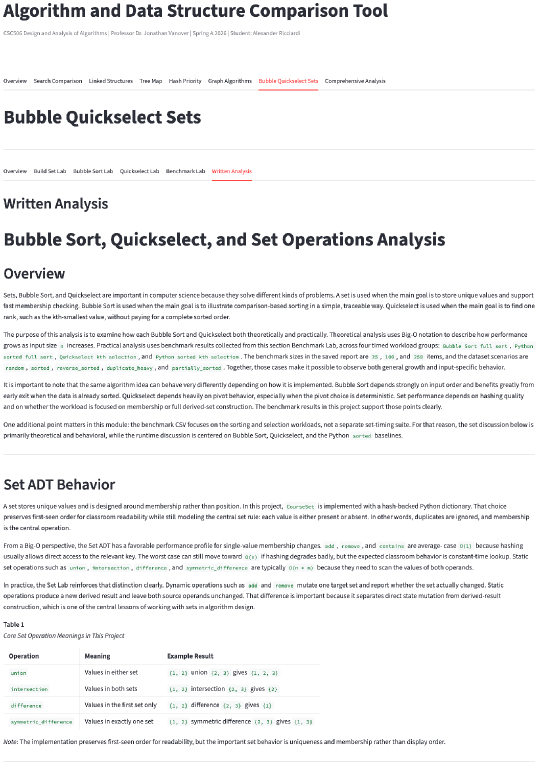 Algorithm and Data Structure Comparison Tool
CSC506 Design and Analysis of Algorithms | Professor Dr. Jonathan Vanover | Spring A 2026 | Student: Alexander Ricciardi
Overview Search Comparison Linked Structures Tree Map Hash Priority Graph Algorithms Bubble Quickselect Sets Comprehensive Analysis
Bubble Quickselect Sets
Overview Build Set Lab Bubble Sort Lab Quickselect Lab Benchmark Lab Written Analysis
Written Analysis
Bubble Sort, Quickselect, and Set Operations Analysis
Overview
Sets, Bubble Sort, and Quickselect are important in computer science because they solve different kinds of problems. A set is used when the main goal is to store unique values and support
fast membership checking. Bubble Sort is used when the main goal is to illustrate comparison-based sorting in a simple, traceable way. Quickselect is used when the main goal is to find one
rank, such as the kth-smallest value, without paying for a complete sorted order.
The purpose of this analysis is to examine how each Bubble Sort and Quickselect both theoretically and practically. Theoretical analysis uses Big-O notation to describe how performance
grows as input size n increases. Practical analysis uses benchmark results collected from this section Benchmark Lab, across four workload groups: Bubble Sort full sort, Python
sorted full sort, Quickselect kth selection, and Python sorted kth selection. The benchmark sizes in the saved report are 25, 100, and 250 items, and the dataset scenarios are
random, sorted, reverse_sorted, duplicate_heavy, and partially_sorted. Together, those cases make it possible to observe both general growth and input-specific behavior.
It is important to note that the same algorithm idea can behave very differently depending on how it is implemented. Bubble Sort depends strongly on input order and benefits greatly from
early exit when the data is already sorted. Quickselect depends heavily on pivot behavior, especially when the pivot choice is deterministic. Set performance depends on hashing quality
and on whether the workload is focused on membership or full derived-set construction. The benchmark results in this project support those points clearly.
One additional point matters in this module: the benchmark CSV focuses on the sorting and selection workloads, not a separate set-timing suite. For that reason, the set discussion below is
primarily theoretical and behavioral, while the runtime discussion is centered on Bubble Sort, Quickselect, and the Python sorted baselines.
Set ADT Behavior
A set stores unique values and is designed around membership rather than position. In this project, CourseSet is implemented with a hash-backed Python dictionary. That choice
preserves first-seen order for classroom readability while still modeling the central set rule: each value is either present or absent. In other words, duplicates are ignored, and membership
is the central operation.
From a Big-O perspective, the Set ADT has a favorable performance profile for single-value membership changes. add, remove, and contains are average- case O(1) because hashing
usually allows direct access to the relevant key. The worst case can still move toward O(n) if hashing degrades badly, but the expected classroom behavior is constant-time lookup. Static
set operations such as union, intersection, difference, and symmetric_difference are typically O(n + m) because they need to scan the values of both operands.
In practice, the Set Lab reinforces that distinction clearly. Dynamic operations such as add and remove mutate one target set and report whether the set actually changed. Static
operations produce a new derived result and leave both source operands unchanged. That difference is important because it separates direct state mutation from derived-result
construction, which is one of the central lessons of working with sets in algorithm design.
Table 1
Core Set Operation Meanings in This Project
Operation Meaning Example Result
union Values in either set {1, 2} union {2, 3} gives {1, 2, 3}
intersection Values in both sets {1, 2} intersection {2, 3} gives {2}
difference Values in the first set only {1, 2} difference {2, 3} gives {1}
symmetric_difference Values in exactly one set {1, 2} symmetric difference {2, 3} gives {1, 3}
Note: The implementation preserves first-seen order for readability, but the important set behavior is uniqueness and membership rather than display order.